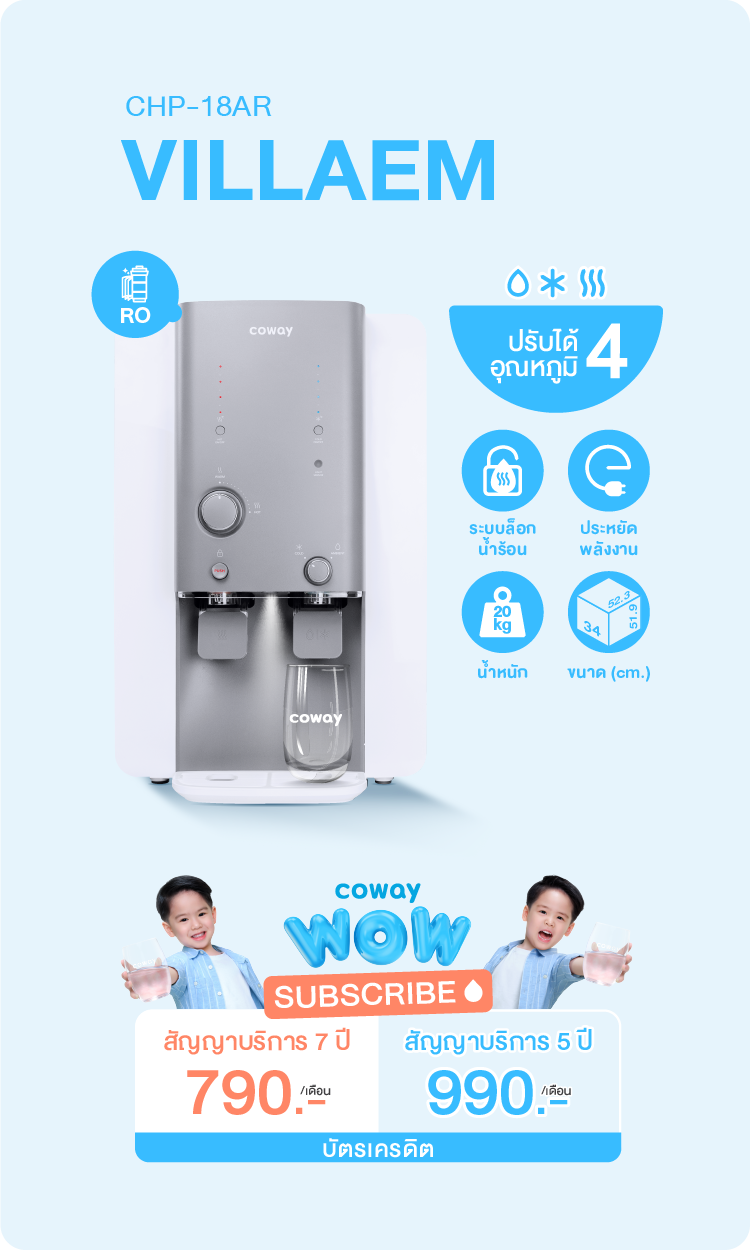 CHP-18AR
VILLAEM
RO
coway
ปรับได้ 4
อุณหภูมิ
ระบบล็อก
น้ำร้อน
ประหยัด
พลังงาน
20
kg
52.3
34
51.9
น้ำหนัก
ขนาด (cm.)
coway
coway
WOW
SUBSCRIBE
สัญญาบริการ 7 ปี
790.-
/เดือน
สัญญาบริการ 5 ปี
990.-
/เดือน
บัตรเครดิต